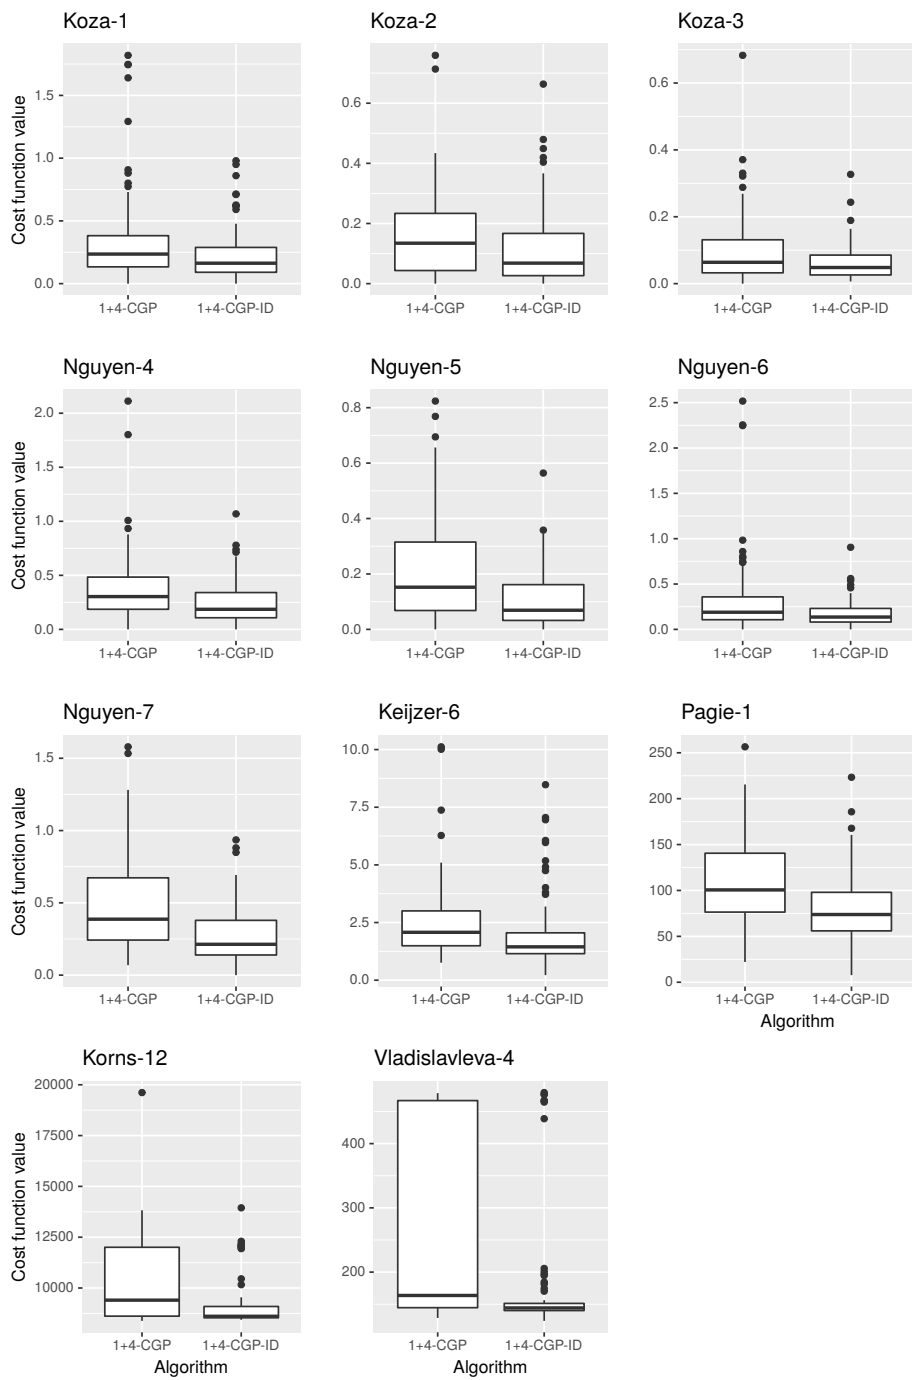 Koza-1 Koza-2 Koza-3
Cost function value
1.5
1.0
0.5
0.0
1+4-CGP 1+4-CGP-ID
0.6
0.4
0.2
0.0
1+4-CGP 1+4-CGP-ID
0.6
0.4
0.2
0.0
1+4-CGP 1+4-CGP-ID
Nguyen-4 Nguyen-5 Nguyen-6
Cost function value
2.0
1.5
1.0
0.5
0.0
1+4-CGP 1+4-CGP-ID
0.8
0.6
0.4
0.2
0.0
1+4-CGP 1+4-CGP-ID
2.5
2.0
1.5
1.0
0.5
0.0
1+4-CGP 1+4-CGP-ID
Nguyen-7 Keijzer-6 Pagie-1
Cost function value
1.5
1.0
0.5
0.0
1+4-CGP 1+4-CGP-ID
10.0
7.5
5.0
2.5
0.0
1+4-CGP 1+4-CGP-ID
250
200
150
100
50
0
1+4-CGP 1+4-CGP-ID
Algorithm
Korns-12 Vladislavleva-4
Cost function value
20000
17500
15000
12500
10000
1+4-CGP 1+4-CGP-ID
Algorithm
400
300
200
1+4-CGP 1+4-CGP-ID
Algorithm